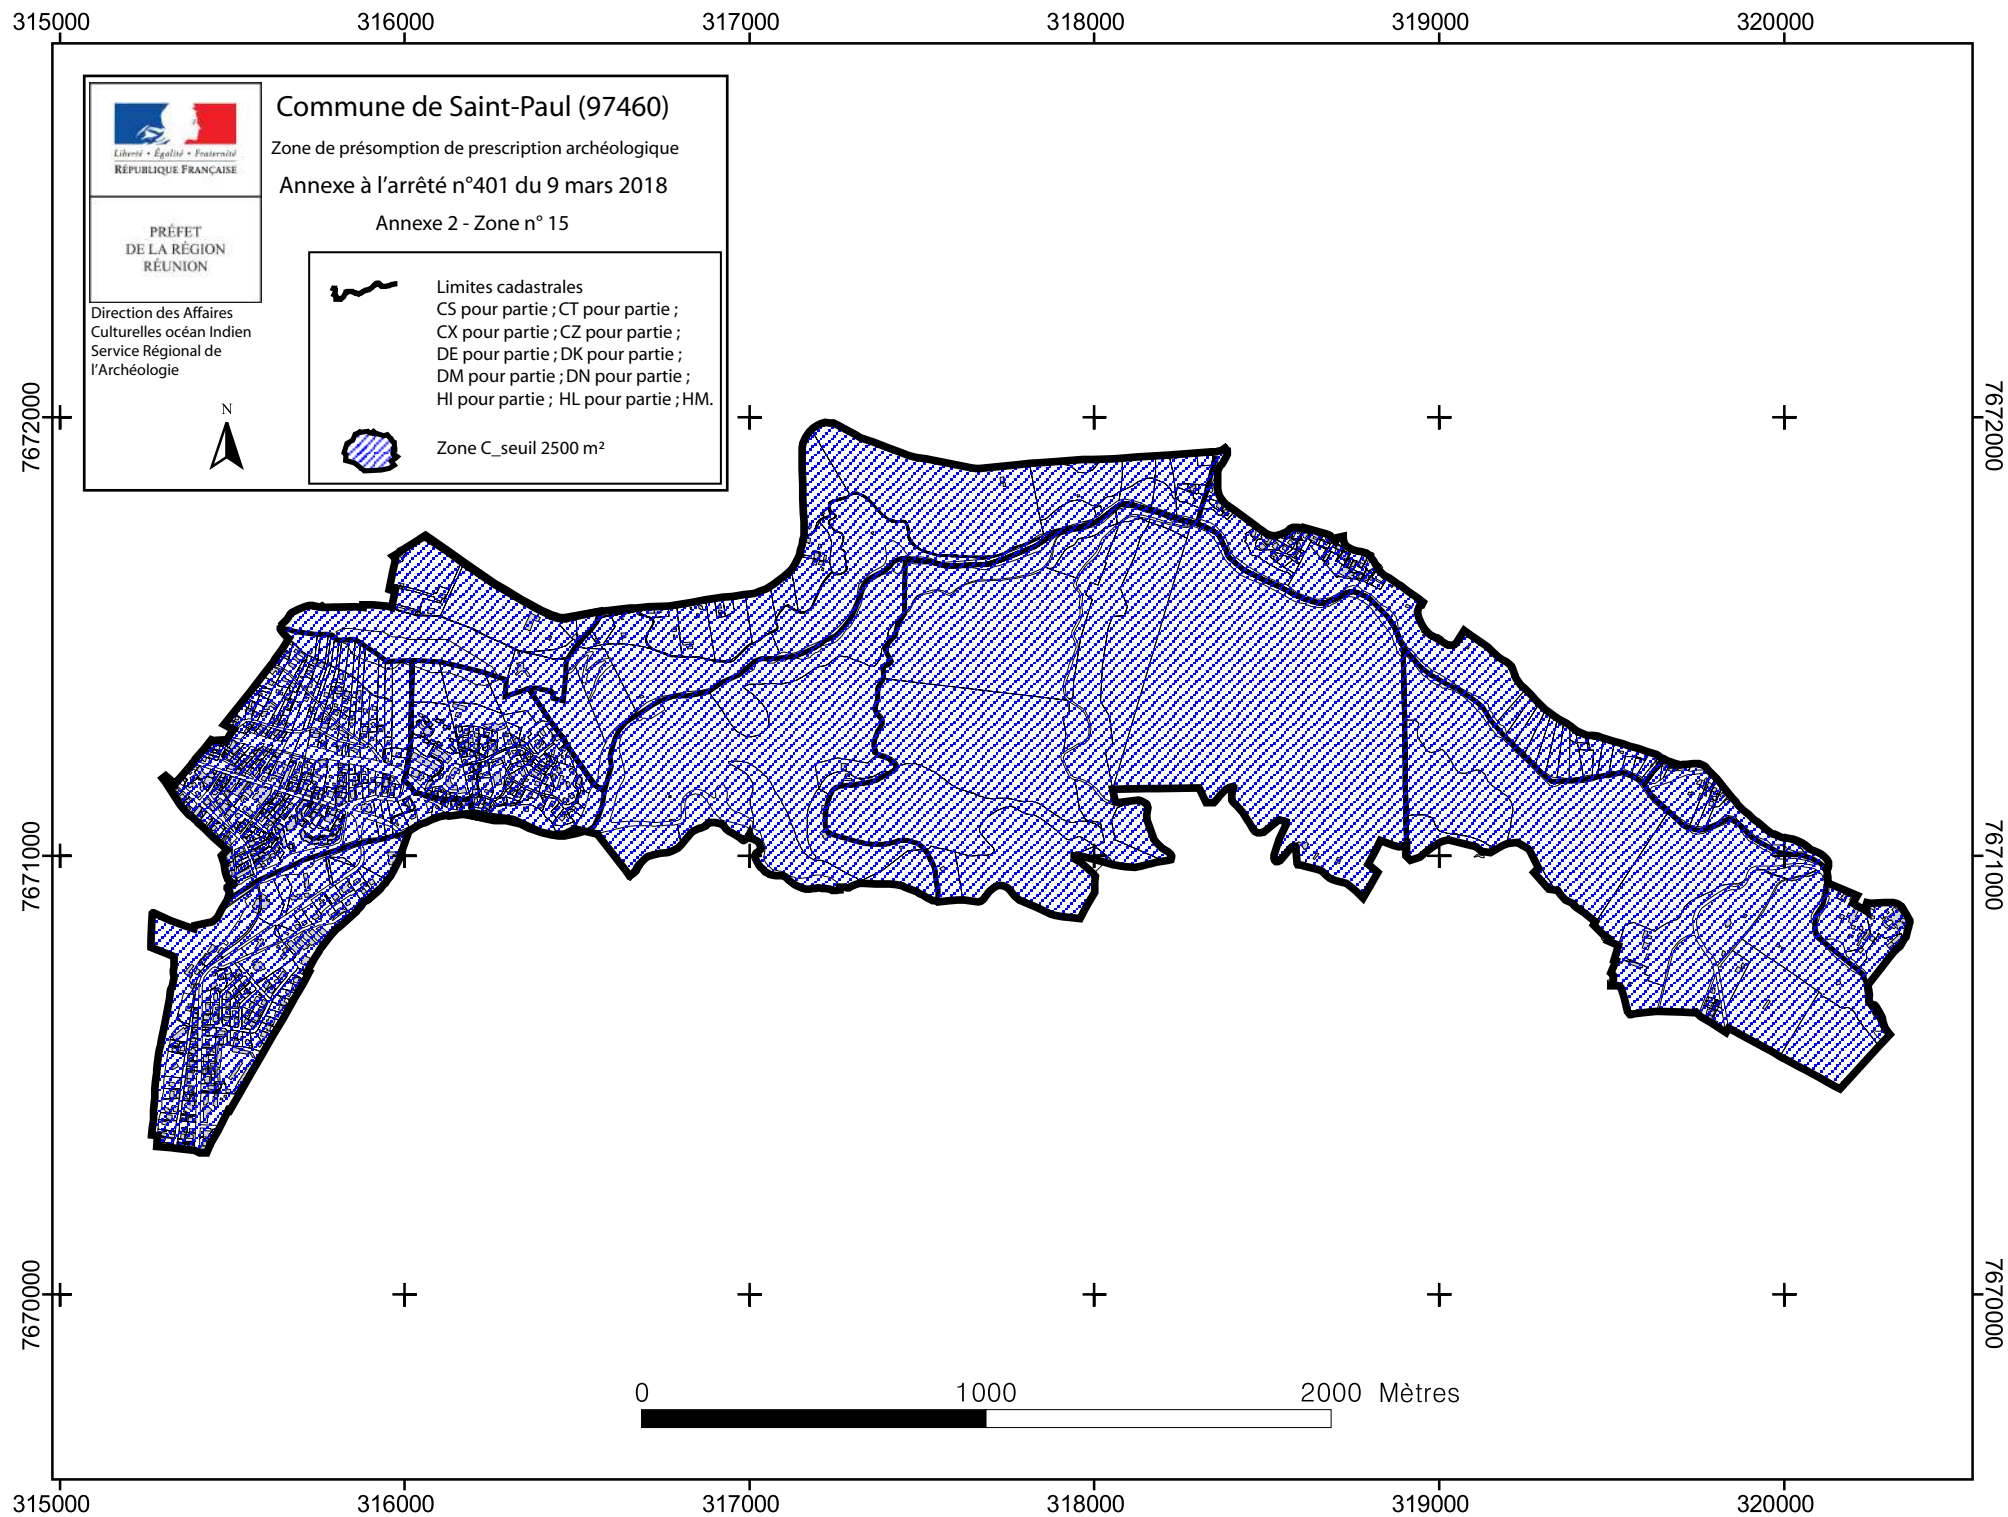 315000 316000 317000 318000 319000 320000
Liberté • Égalité • Fraternité
RÉPUBLIQUE FRANÇAISE
PRÉFET
DE LA RÉGION
RÉUNION
Direction des Affaires
Culturelles océan Indien
Service Régional de
l'Archéologie
N
Commune de Saint-Paul (97460)
Zone de présomption de prescription archéologique
Annexe à l'arrêté n°401 du 9 mars 2018
Annexe 2 - Zone n° 15
Limites cadastrales
CS pour partie ; CT pour partie ;
CX pour partie ; CZ pour partie ;
DE pour partie ; DK pour partie ;
DM pour partie ; DN pour partie ;
HI pour partie ; HL pour partie ; HM.
Zone C_seuil 2500 m²
7672000 7672000
7671000 7671000
7670000 7670000
0 1000 2000 Mètres
315000 316000 317000 318000 319000 320000